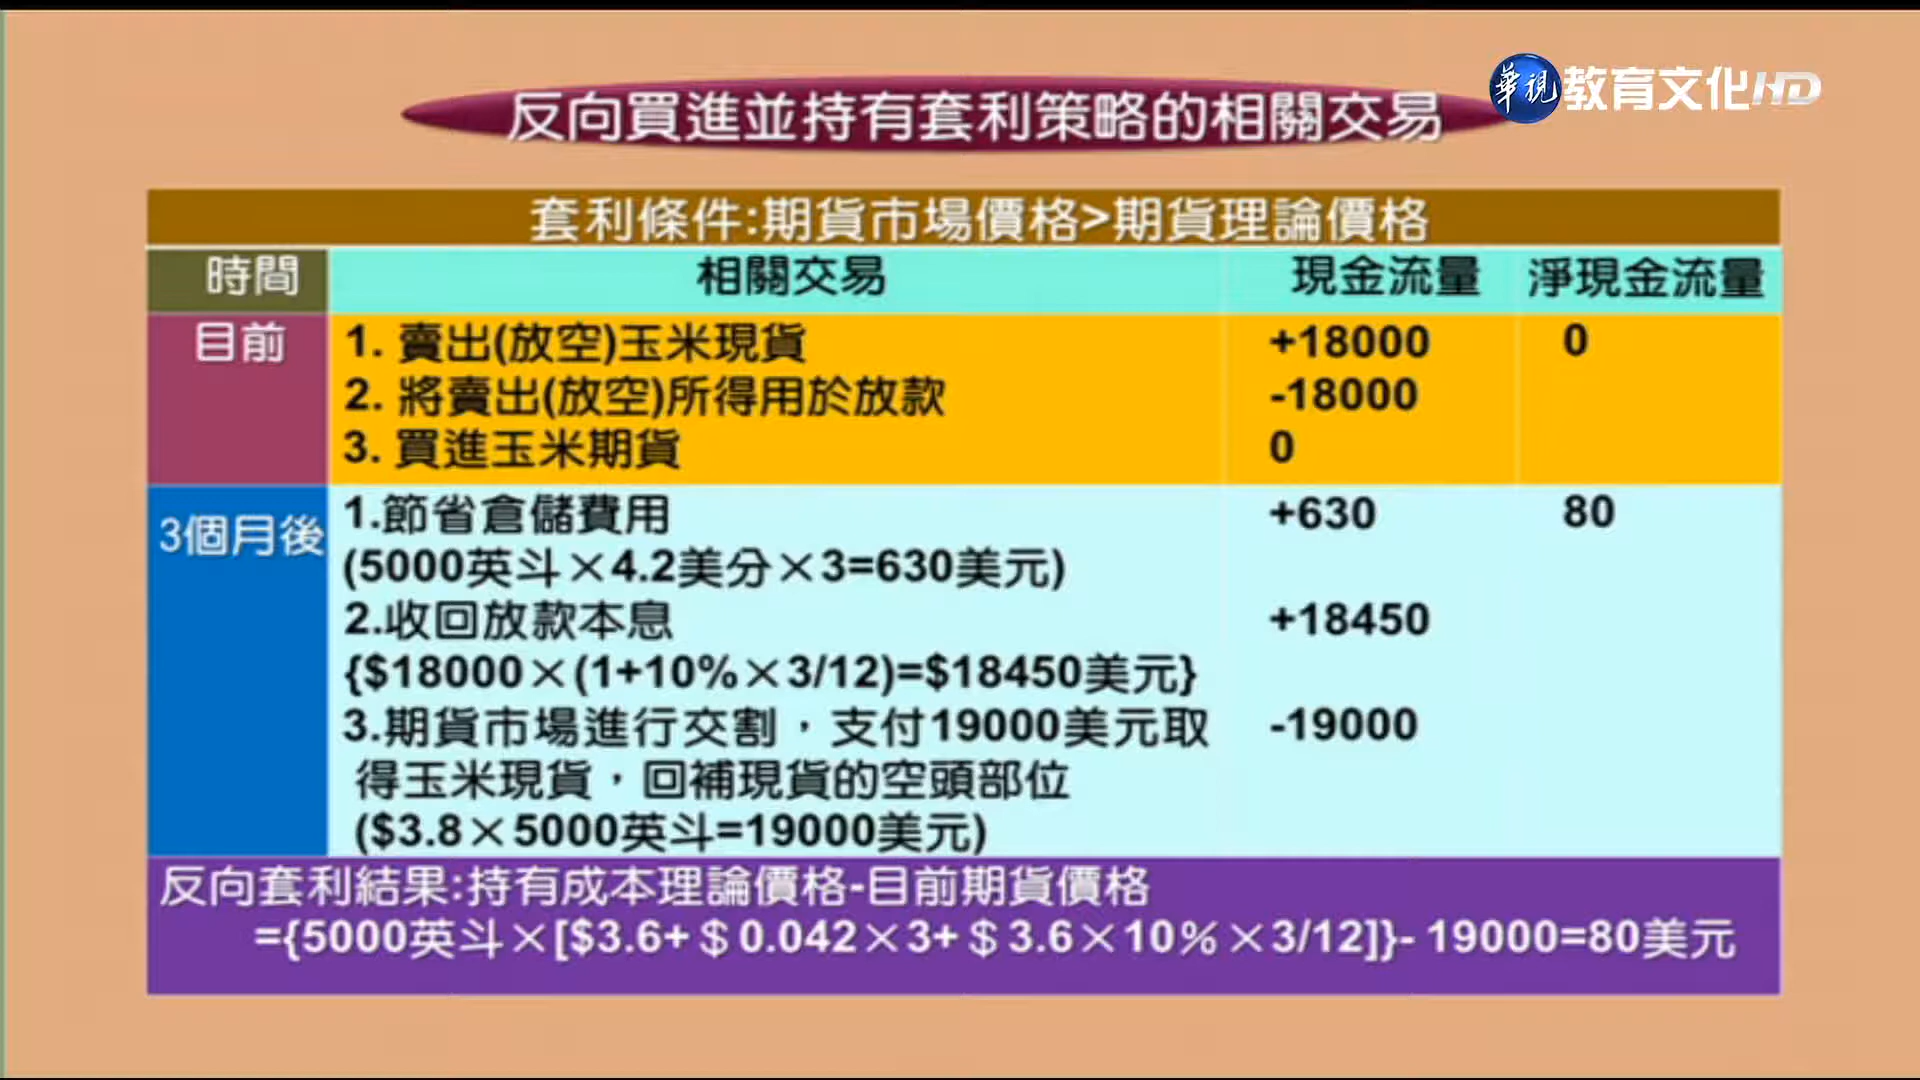 華視 教育文化HD
反向買進並持有套利策略的相關交易
套利條件:期貨市場價格>期貨理論價格
時間 相關交易 現金流量 淨現金流量
目前 1. 賣出(放空)玉米現貨 +18000 0
2. 將賣出(放空)所得用於放款 -18000
3. 買進玉米期貨 0
3個月後 1.節省倉儲費用 +630 80
(5000英斗×4.2美分×3=630美元)
2.收回放款本息 +18450
{$18000×(1+10%×3/12)=$18450美元}
3.期貨市場進行交割，支付19000美元取 -19000
得玉米現貨，回補現貨的空頭部位
($3.8×5000英斗=19000美元)
反向套利結果:持有成本理論價格-目前期貨價格
={5000英斗×[$3.6+＄0.042×3+＄3.6×10%×3/12]}- 19000=80美元